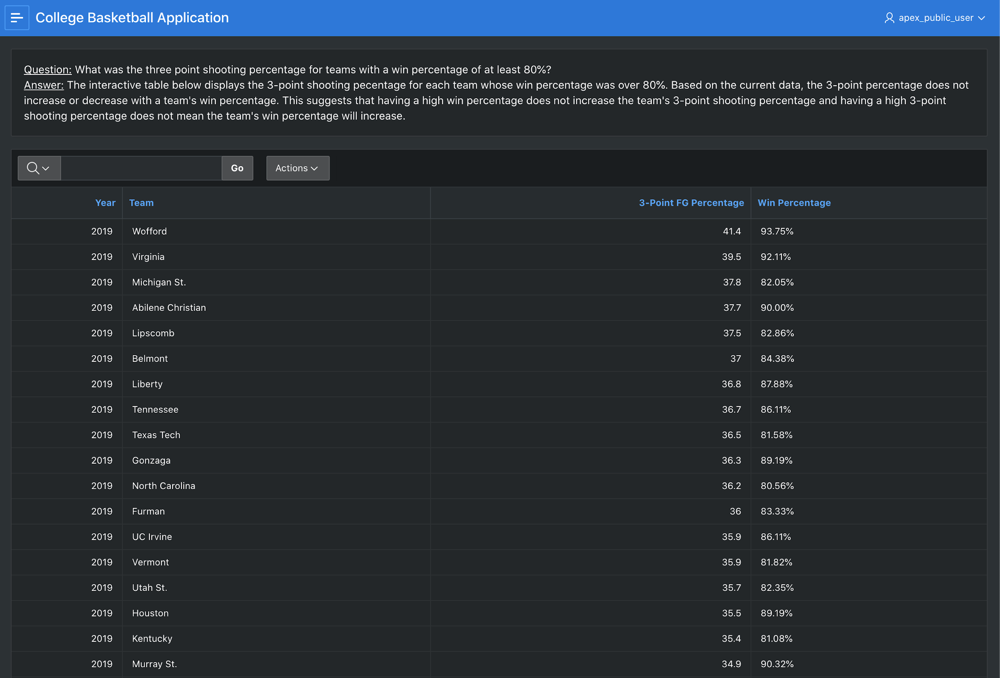 College Basketball Application
apex_public_user
Question: What was the three point shooting percentage for teams with a win percentage of at least 80%?
Answer: The interactive table below displays the 3-point shooting pecentage for each team whose win percentage was over 80%. Based on the current data, the 3-point percentage does not
increase or decrease with a team's win percentage. This suggests that having a high win percentage does not increase the team's 3-point shooting percentage and having a high 3-point
shooting percentage does not mean the team's win percentage will increase.
Go Actions
Year Team 3-Point FG Percentage Win Percentage
2019 Wofford 41.4 93.75%
2019 Virginia 39.5 92.11%
2019 Michigan St. 37.8 82.05%
2019 Abilene Christian 37.7 90.00%
2019 Lipscomb 37.5 82.86%
2019 Belmont 37 84.38%
2019 Liberty 36.8 87.88%
2019 Tennessee 36.7 86.11%
2019 Texas Tech 36.5 81.58%
2019 Gonzaga 36.3 89.19%
2019 North Carolina 36.2 80.56%
2019 Furman 36 83.33%
2019 UC Irvine 35.9 86.11%
2019 Vermont 35.9 81.82%
2019 Utah St. 35.7 82.35%
2019 Houston 35.5 89.19%
2019 Kentucky 35.4 81.08%
2019 Murray St. 34.9 90.32%